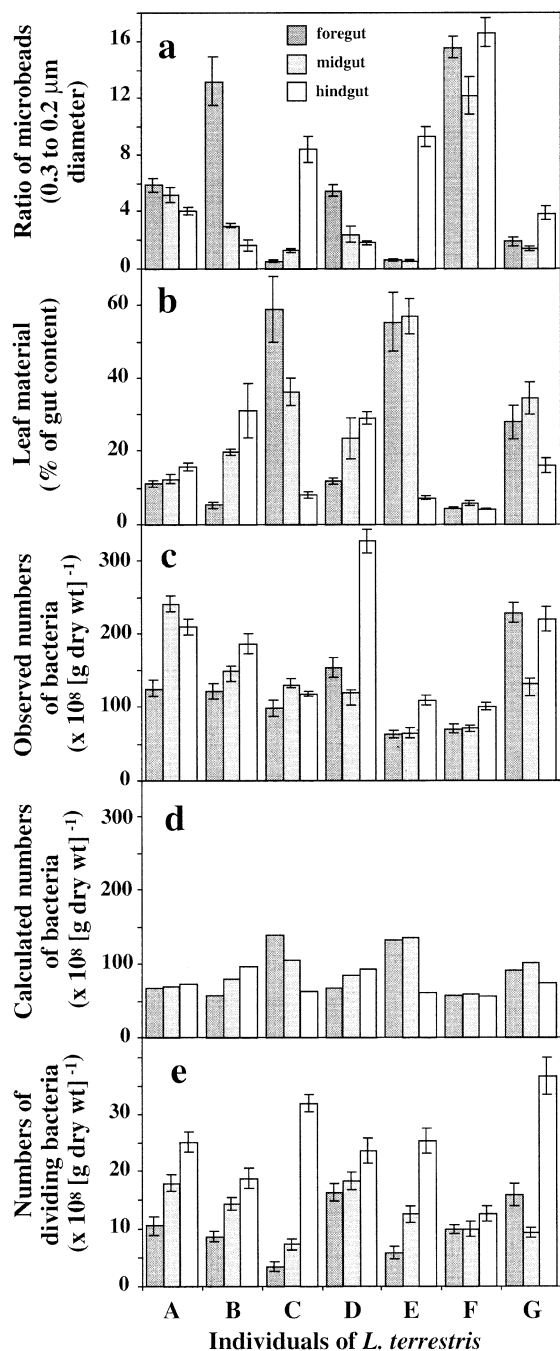 a
foregut
midgut
hindgut
Ratio of microbeads
(0.3 to 0.2 μm
diameter)
16
12
8
4
0
b
Leaf material
(% of gut content)
60
40
20
0
c
Observed numbers
of bacteria
(x 10⁸ [g dry wt]⁻¹)
300
200
100
0
d
Calculated numbers
of bacteria
(x 10⁸ [g dry wt]⁻¹)
300
200
100
0
e
Numbers of
dividing bacteria
(x 10⁸ [g dry wt]⁻¹)
30
20
10
0
A B C D E F G
Individuals of L. terrestris